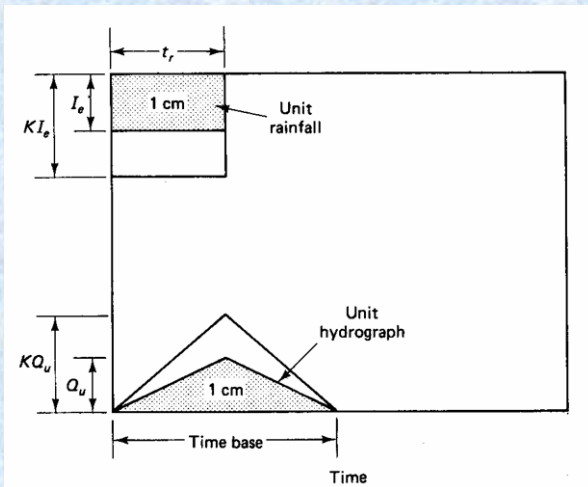 t_r
I_e
1 cm
Unit
rainfall
KI_e
Unit
hydrograph
KQ_u
Q_u
1 cm
Time base
Time